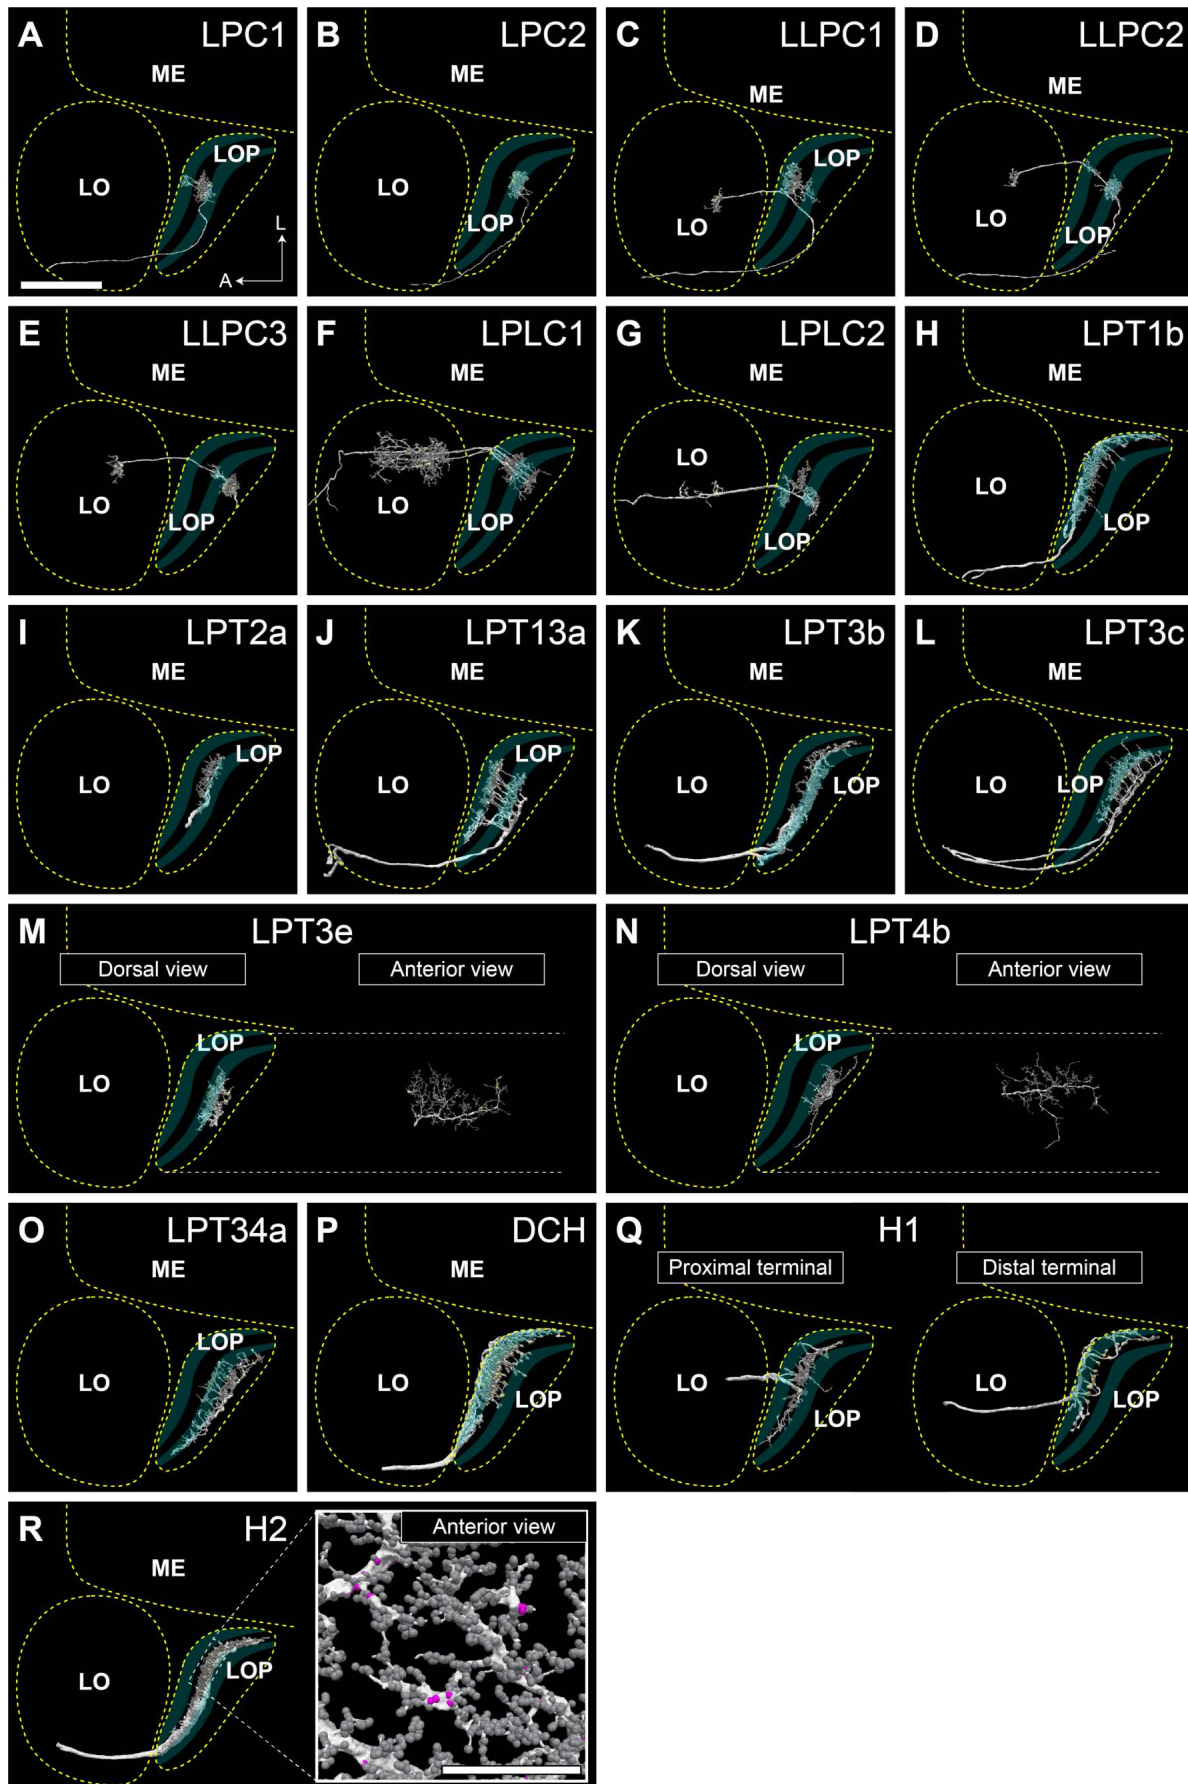 A LPC1
ME
LO
LOP
L
A
B LPC2
ME
LO
LOP
C LLPC1
ME
LO
LOP
D LLPC2
ME
LO
LOP
E LLPC3
ME
LO
LOP
F LPLC1
ME
LO
LOP
G LPLC2
ME
LO
LOP
H LPT1b
ME
LO
LOP
I LPT2a
ME
LO
LOP
J LPT13a
ME
LO
LOP
K LPT3b
ME
LO
LOP
L LPT3c
ME
LO
LOP
M LPT3e
Dorsal view
Anterior view
LO
LOP
N LPT4b
Dorsal view
Anterior view
LO
LOP
O LPT34a
ME
LO
LOP
P DCH
ME
LO
LOP
Q H1
Proximal terminal
Distal terminal
LO
LOP
LO
LOP
R H2
ME
LO
LOP
Anterior view